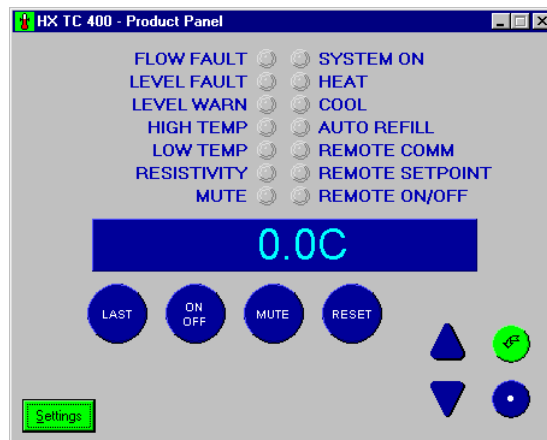 HX TC 400 - Product Panel
FLOW FAULT SYSTEM ON
LEVEL FAULT HEAT
LEVEL WARN COOL
HIGH TEMP AUTO REFILL
LOW TEMP REMOTE COMM
RESISTIVITY REMOTE SETPOINT
MUTE REMOTE ON/OFF
0.0C
LAST ON OFF MUTE RESET
Settings